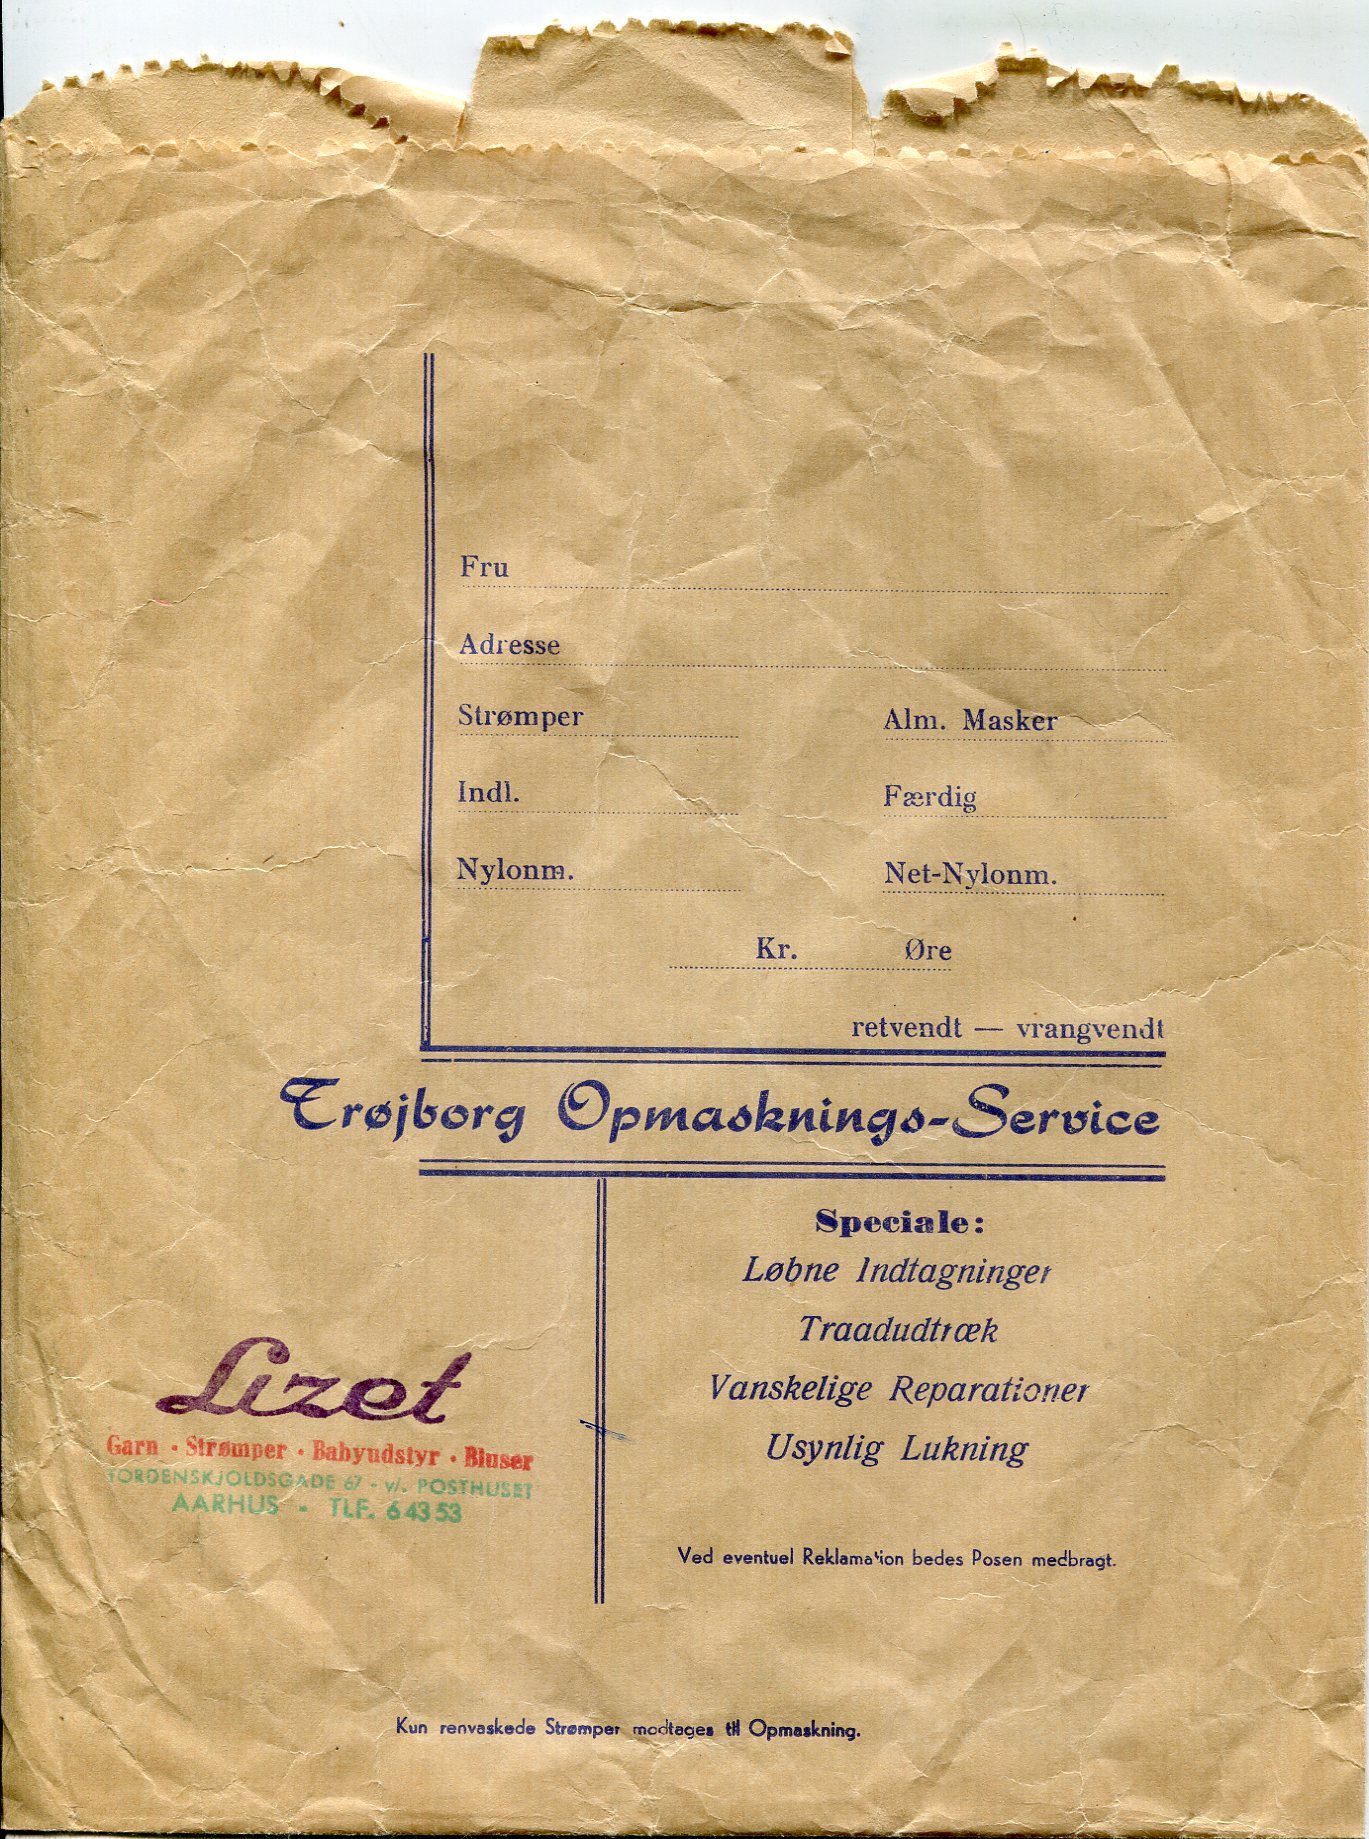 Fru
Adresse
Strømper Alm. Masker
Indl. Færdig
Nylonm. Net-Nylonm.
Kr. Øre
retvendt — vrangvendt
Trøjborg Opmasknings-Service
Speciale:
Løbne Indtagninger
Traadudtræk
Vanskelige Reparationer
Usynlig Lukning
Lizet
Garn · Strømper · Babyudstyr · Bluser
TORDENSKJOLDSGADE 67 - v/. POSTHUSET
AARHUS - TLF. 6 43 53
Ved eventuel Reklamation bedes Posen medbragt.
Kun renvaskede Strømper modtages til Opmaskning.